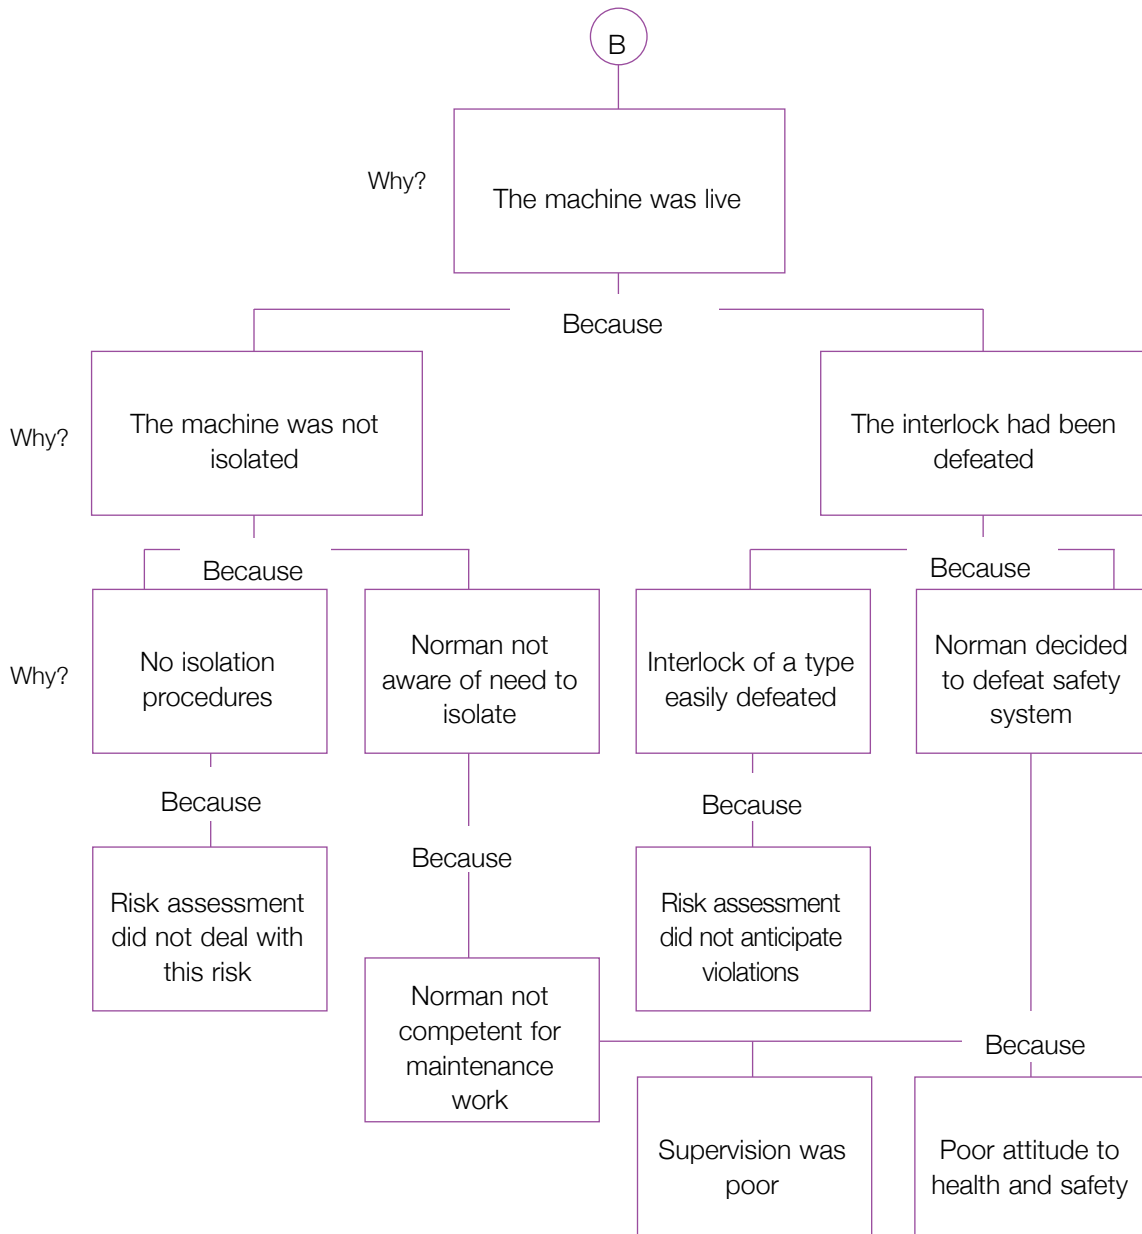 B
Why?
The machine was live
Because
Why?
The machine was not
isolated
The interlock had been
defeated
Because
Because
Why?
No isolation
procedures
Norman not
aware of need to
isolate
Interlock of a type
easily defeated
Norman decided
to defeat safety
system
Because
Because
Because
Risk assessment
did not deal with
this risk
Risk assessment
did not anticipate
violations
Norman not
competent for
maintenance
work
Because
Supervision was
poor
Poor attitude to
health and safety